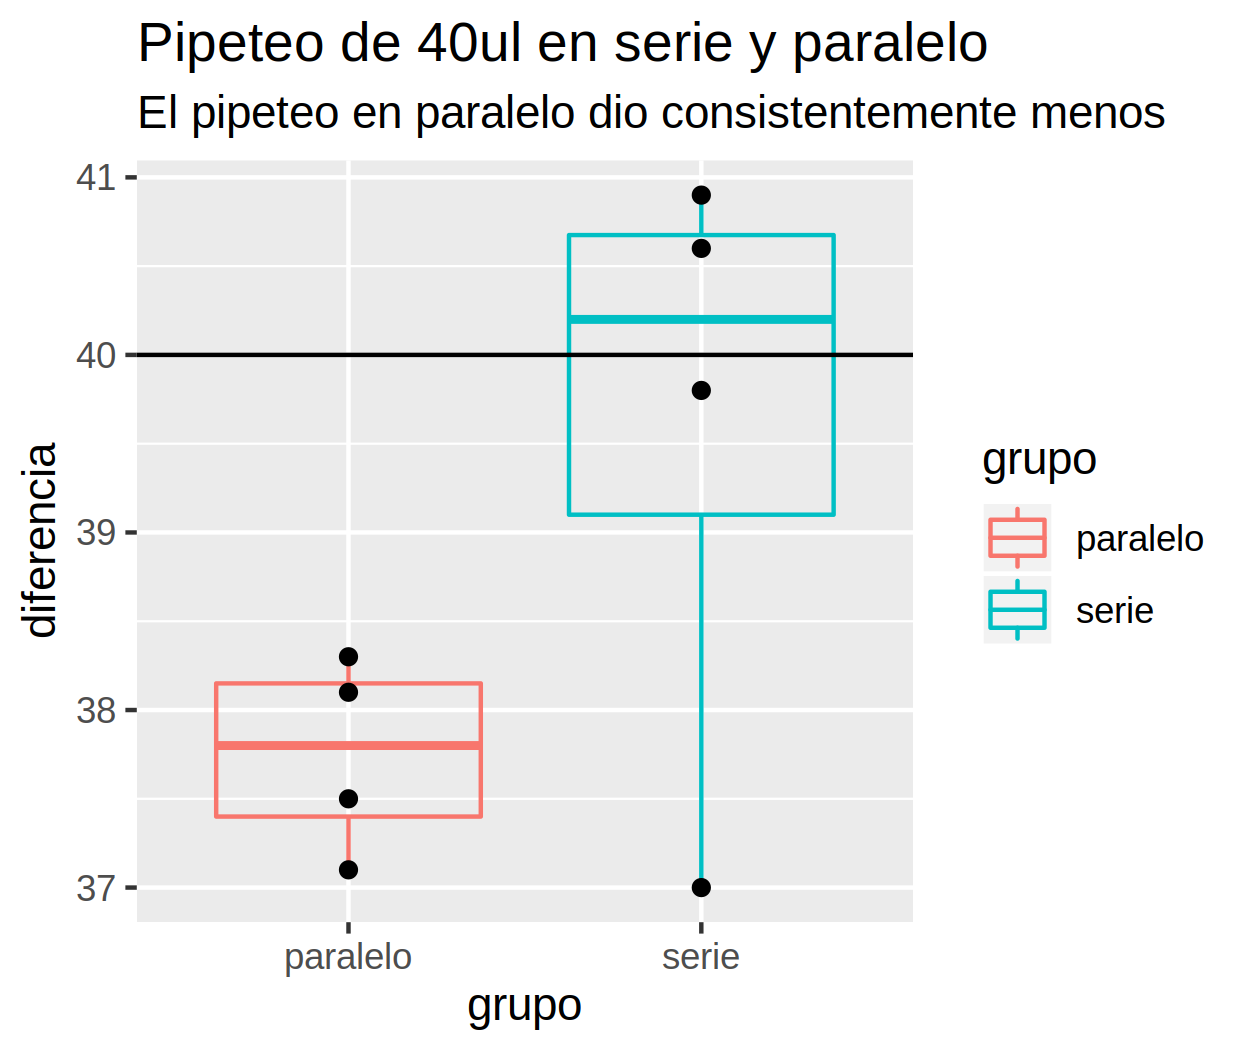 Pipeteo de 40ul en serie y paralelo
El pipeteo en paralelo dio consistentemente menos
41
40
39
38
37
diferencia
paralelo
serie
grupo
grupo
paralelo
serie